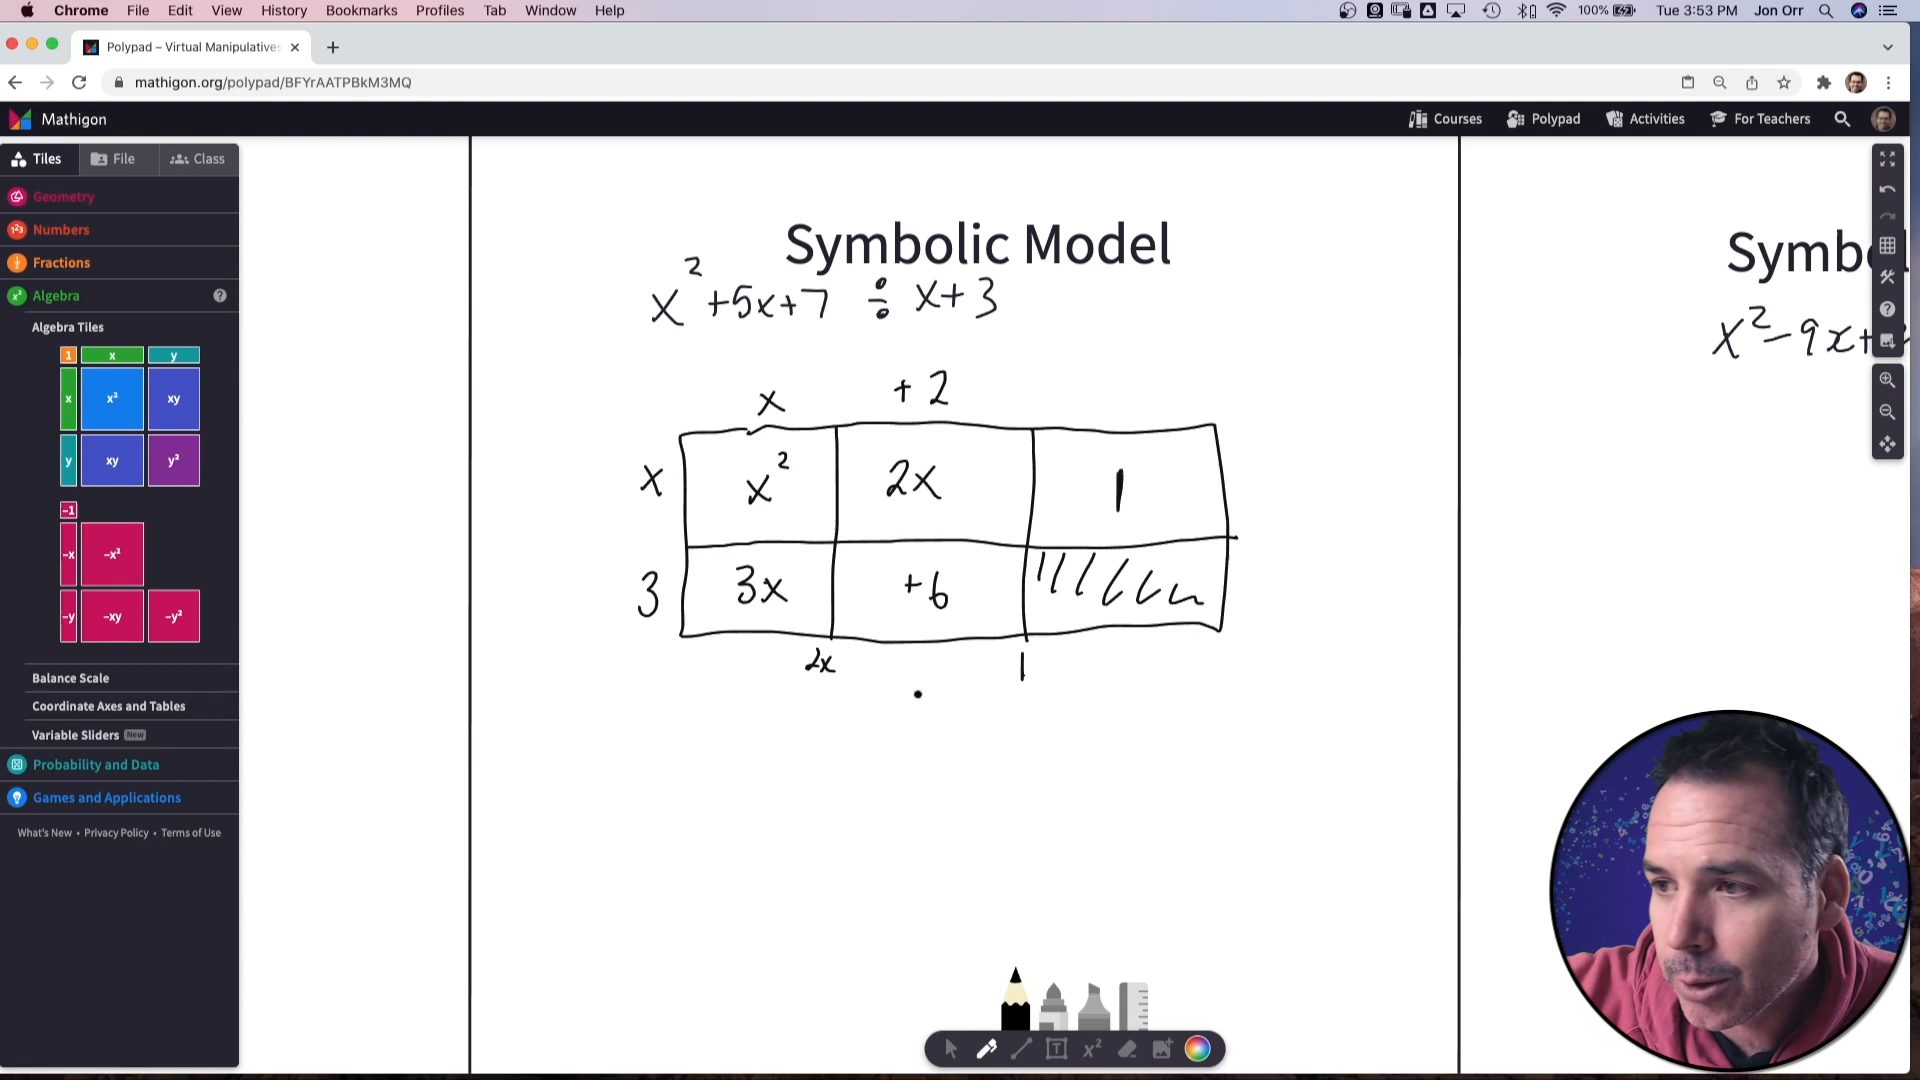 Chrome File Edit View History Bookmarks Profiles Tab Window Help 100% Tue 3:53 PM Jon Orr
Polypad – Virtual Manipulatives
mathigon.org/polypad/BFYrAATPBkM3MQ
Mathigon Courses Polypad Activities For Teachers
Tiles File Class
Geometry
Numbers
Fractions
Algebra
Algebra Tiles
1 x y
x x² xy
y xy y²
-1
-x -x²
-y -xy -y²
Balance Scale
Coordinate Axes and Tables
Variable Sliders New
Probability and Data
Games and Applications
What's New • Privacy Policy • Terms of Use
Symbolic Model
x² +5x+7 ÷ x+3
x +2
x x² 2x 1
3 3x +6
2x 1
x²-9x+
T x²